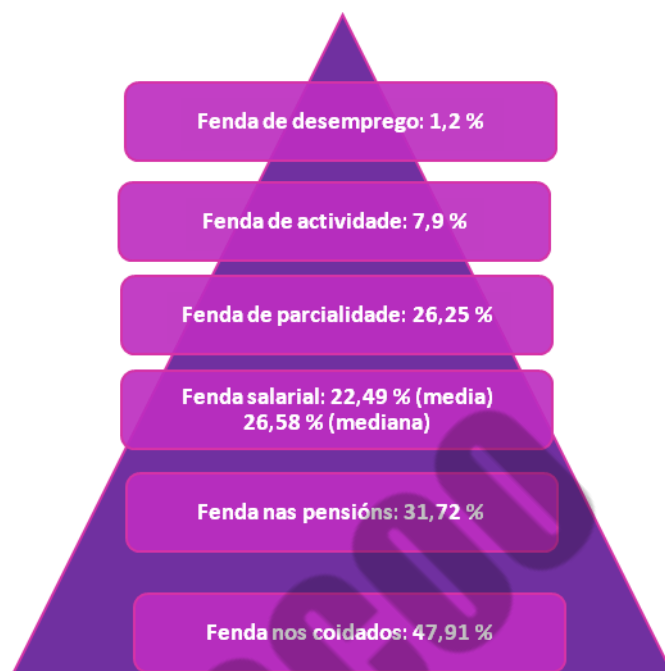 Fenda de desemprego: 1,2 %
Fenda de actividade: 7,9 %
Fenda de parcialidade: 26,25 %
Fenda salarial: 22,49 % (media)
26,58 % (mediana)
Fenda nas pensións: 31,72 %
Fenda nos coidados: 47,91 %
CCOO